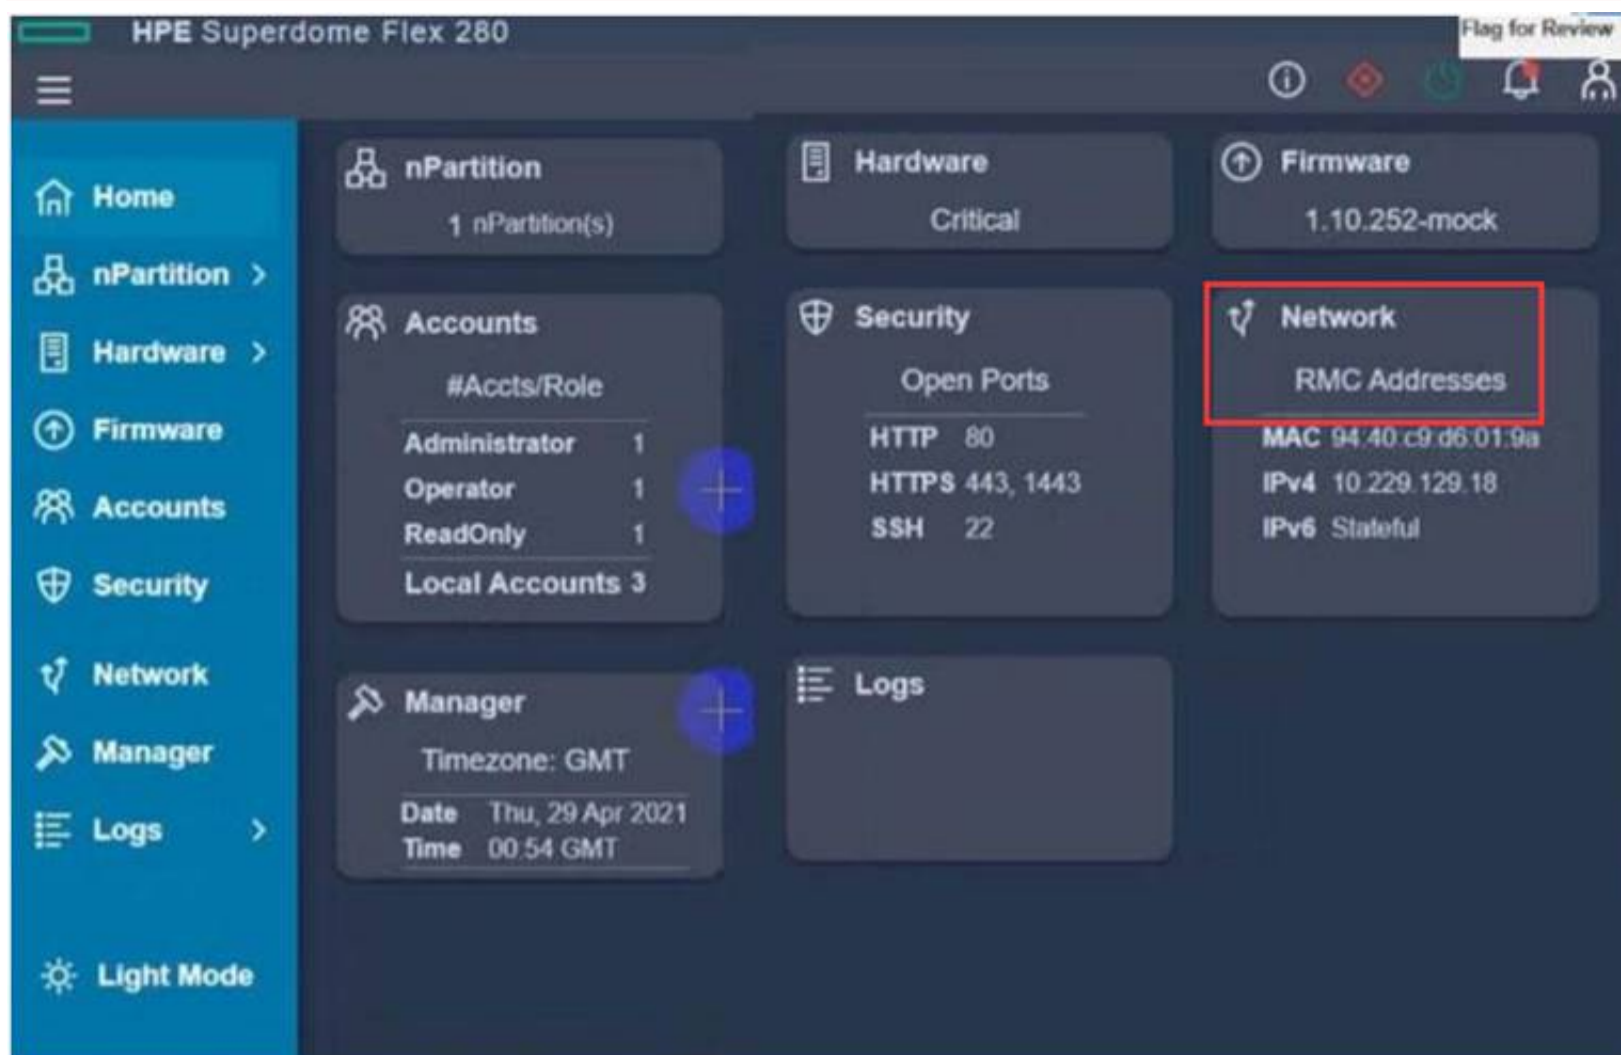 HPE Superdome Flex 280
Flag for Review
Home
nPartition
Hardware
Firmware
Accounts
Security
Network
Manager
Logs
Light Mode
nPartition
1 nPartition(s)
Hardware
Critical
Firmware
1.10.252-mock
Accounts
#Accts/Role
Administrator 1
Operator 1
ReadOnly 1
Local Accounts 3
Security
Open Ports
HTTP 80
HTTPS 443, 1443
SSH 22
Network
RMC Addresses
MAC 94:40:c9:d6:01:9a
IPv4 10.229.129.18
IPv6 Stateful
Manager
Timezone: GMT
Date Thu, 29 Apr 2021
Time 00:54 GMT
Logs